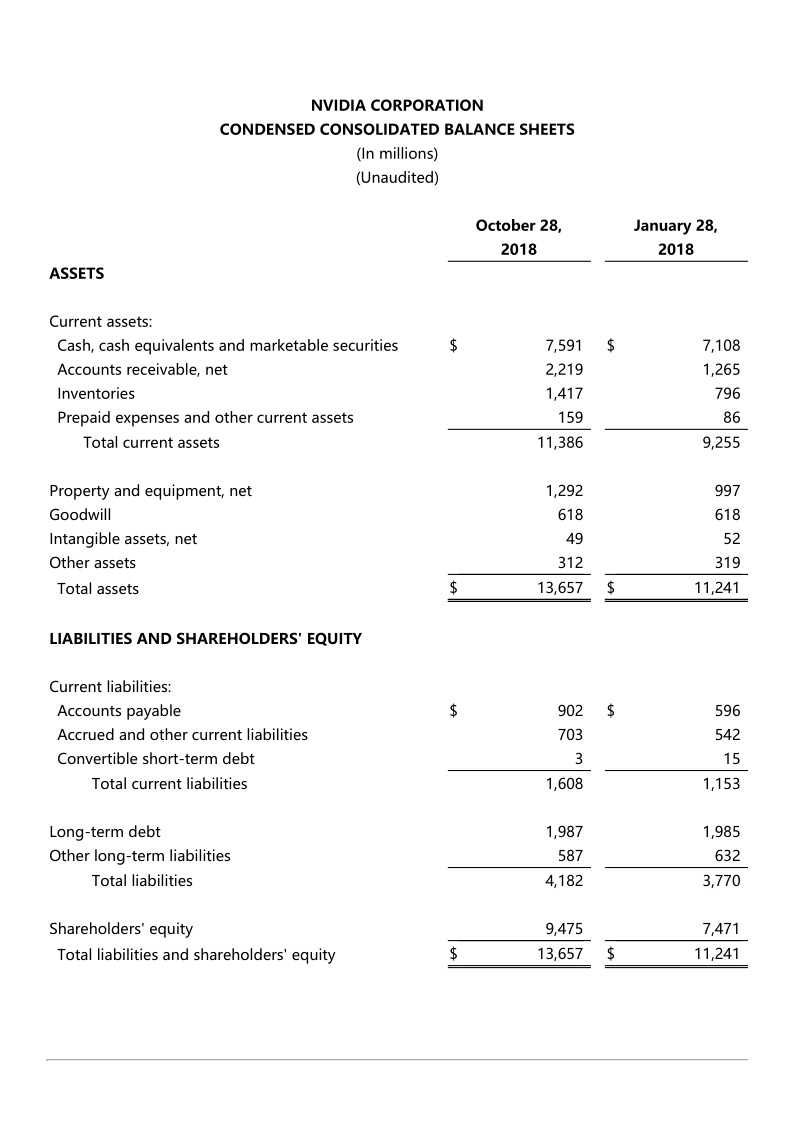 NVIDIA CORPORATION
CONDENSED CONSOLIDATED BALANCE SHEETS
(In millions)
(Unaudited)
October 28, January 28,
2018 2018
ASSETS
Current assets:
Cash, cash equivalents and marketable securities $ 7,591 $ 7,108
Accounts receivable, net 2,219 1,265
Inventories 1,417 796
Prepaid expenses and other current assets 159 86
Total current assets 11,386 9,255
Property and equipment, net 1,292 997
Goodwill 618 618
Intangible assets, net 49 52
Other assets 312 319
Total assets $ 13,657 $ 11,241
LIABILITIES AND SHAREHOLDERS' EQUITY
Current liabilities:
Accounts payable $ 902 $ 596
Accrued and other current liabilities 703 542
Convertible short-term debt 3 15
Total current liabilities 1,608 1,153
Long-term debt 1,987 1,985
Other long-term liabilities 587 632
Total liabilities 4,182 3,770
Shareholders' equity 9,475 7,471
Total liabilities and shareholders' equity $ 13,657 $ 11,241